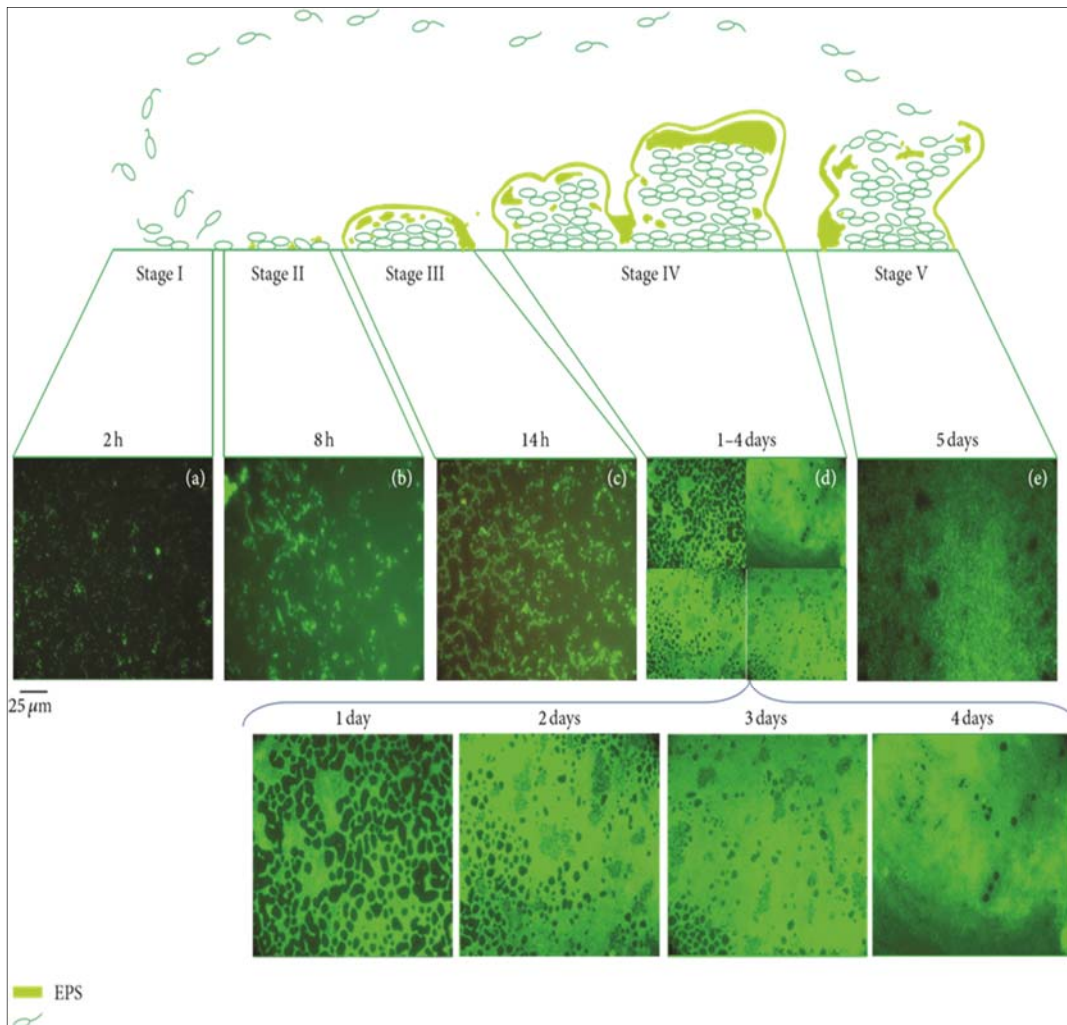 Stage I
Stage II
Stage III
Stage IV
Stage V
2 h
8 h
14 h
1–4 days
5 days
(a)
(b)
(c)
(d)
(e)
25 μm
1 day
2 days
3 days
4 days
EPS